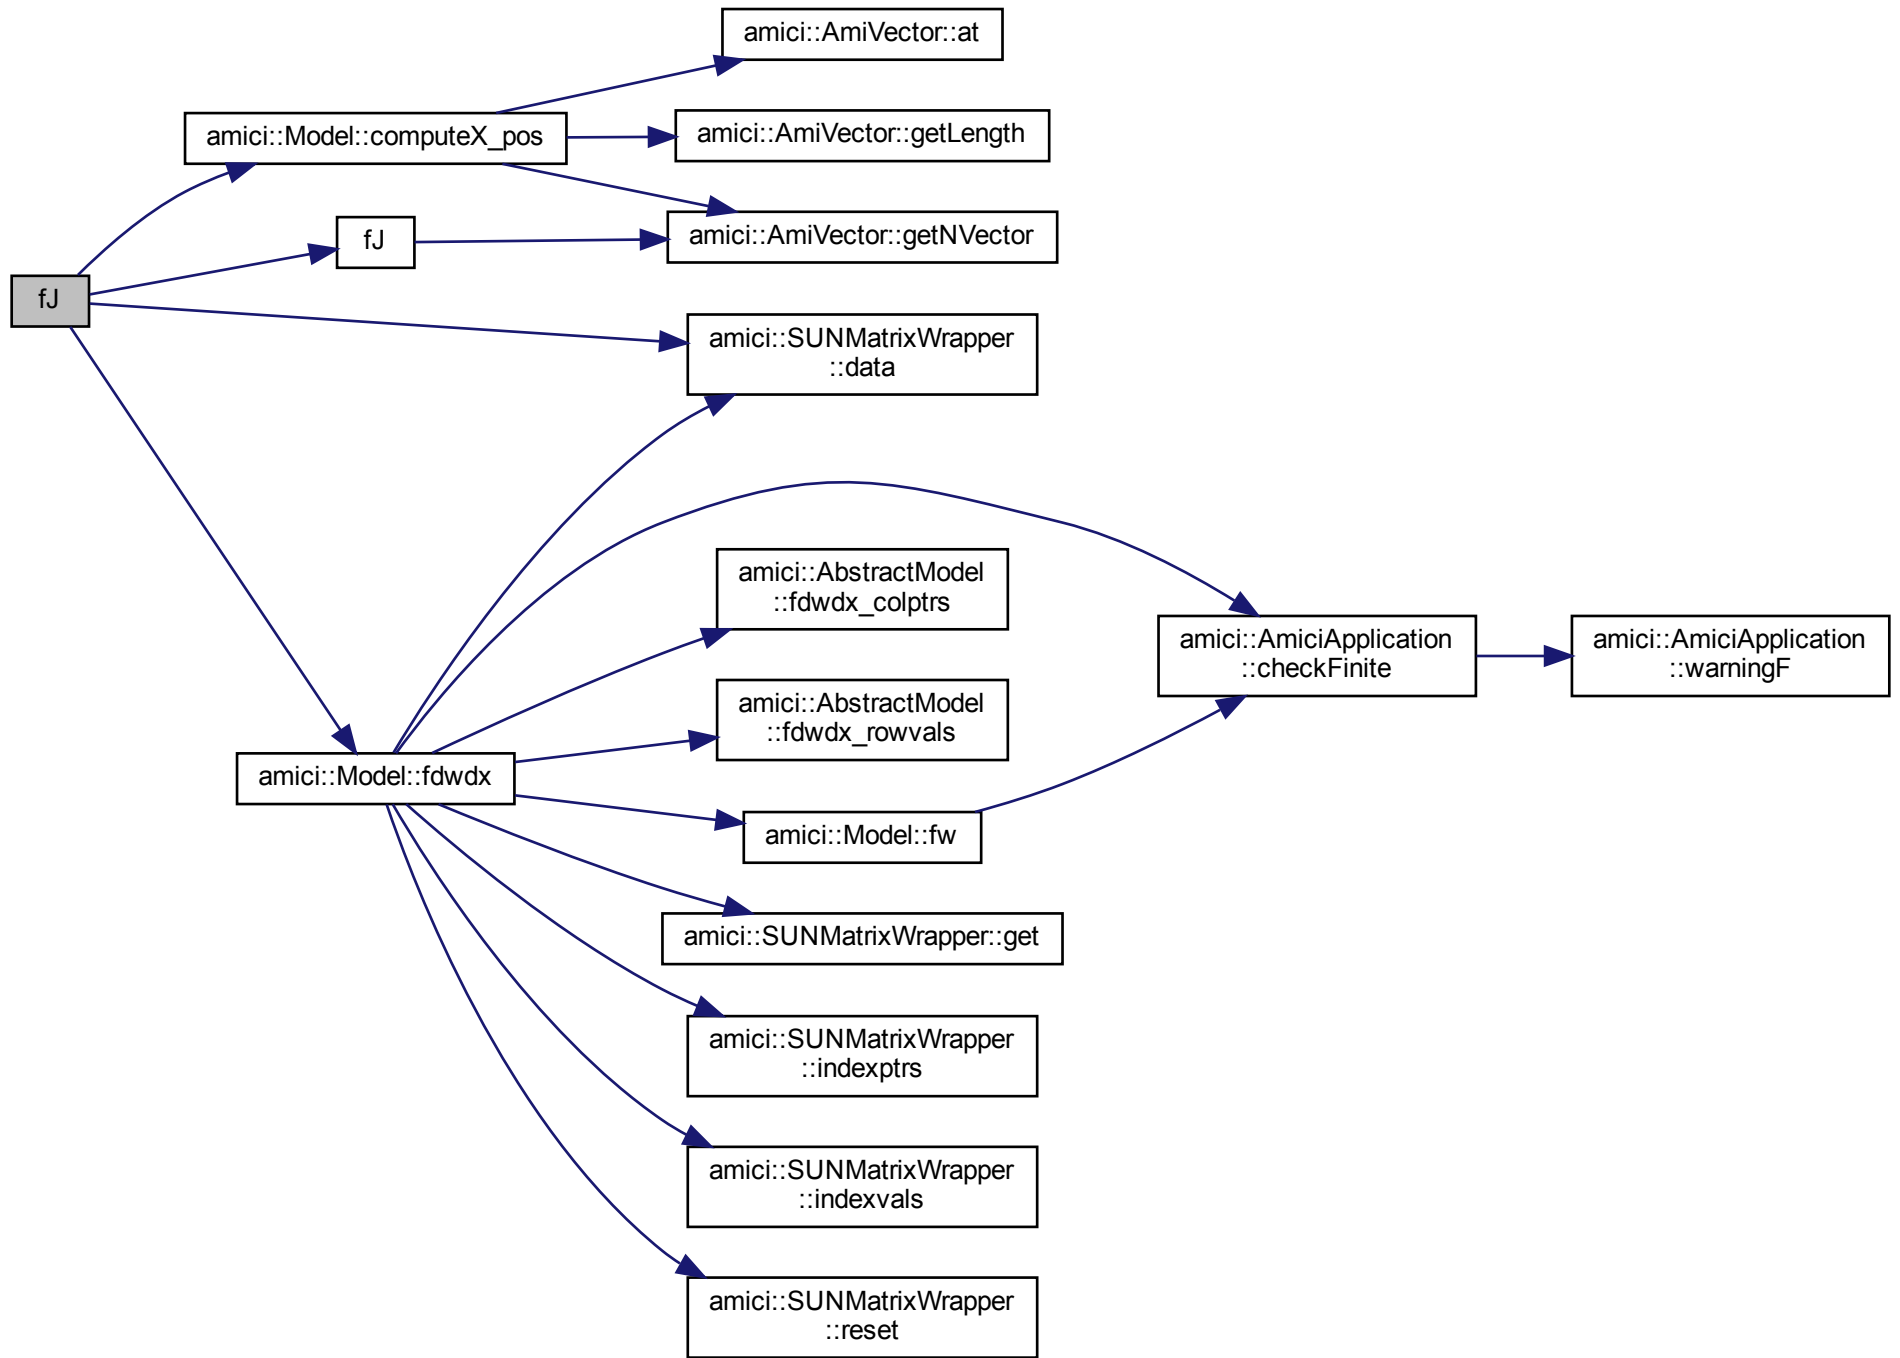 amici::AmiVector::at
amici::Model::computeX_pos
amici::AmiVector::getLength
fJ
amici::AmiVector::getNVector
fJ
amici::SUNMatrixWrapper
::data
amici::AbstractModel
::fdwdx_colptrs
amici::AmiciApplication
::checkFinite
amici::AmiciApplication
::warningF
amici::AbstractModel
::fdwdx_rowvals
amici::Model::fdwdx
amici::Model::fw
amici::SUNMatrixWrapper::get
amici::SUNMatrixWrapper
::indexptrs
amici::SUNMatrixWrapper
::indexvals
amici::SUNMatrixWrapper
::reset